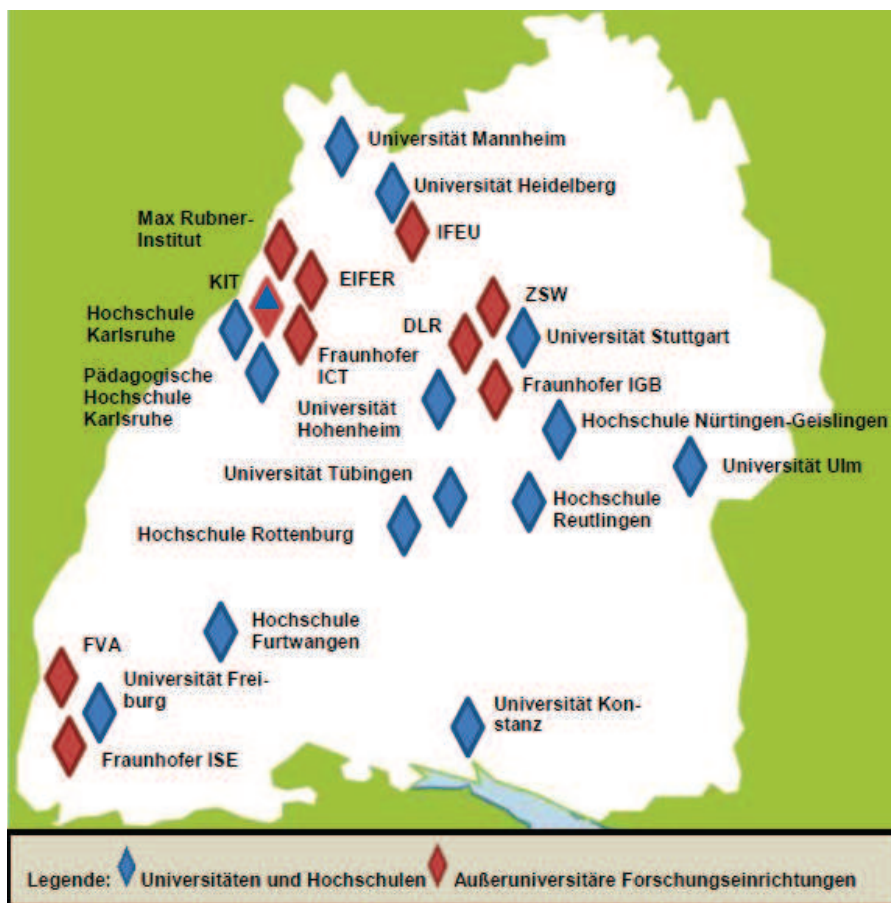 Universität Mannheim
Universität Heidelberg
Max Rubner-
Institut
IFEU
KIT
EIFER
ZSW
Hochschule
Karlsruhe
DLR
Universität Stuttgart
Fraunhofer
ICT
Pädagogische
Hochschule
Karlsruhe
Fraunhofer IGB
Universität
Hohenheim
Hochschule Nürtingen-Geislingen
Universität Ulm
Universität Tübingen
Hochschule
Reutlingen
Hochschule Rottenburg
Hochschule
Furtwangen
FVA
Universität Frei-
burg
Universität Kon-
stanz
Fraunhofer ISE
Legende: Universitäten und Hochschulen Außeruniversitäre Forschungseinrichtungen